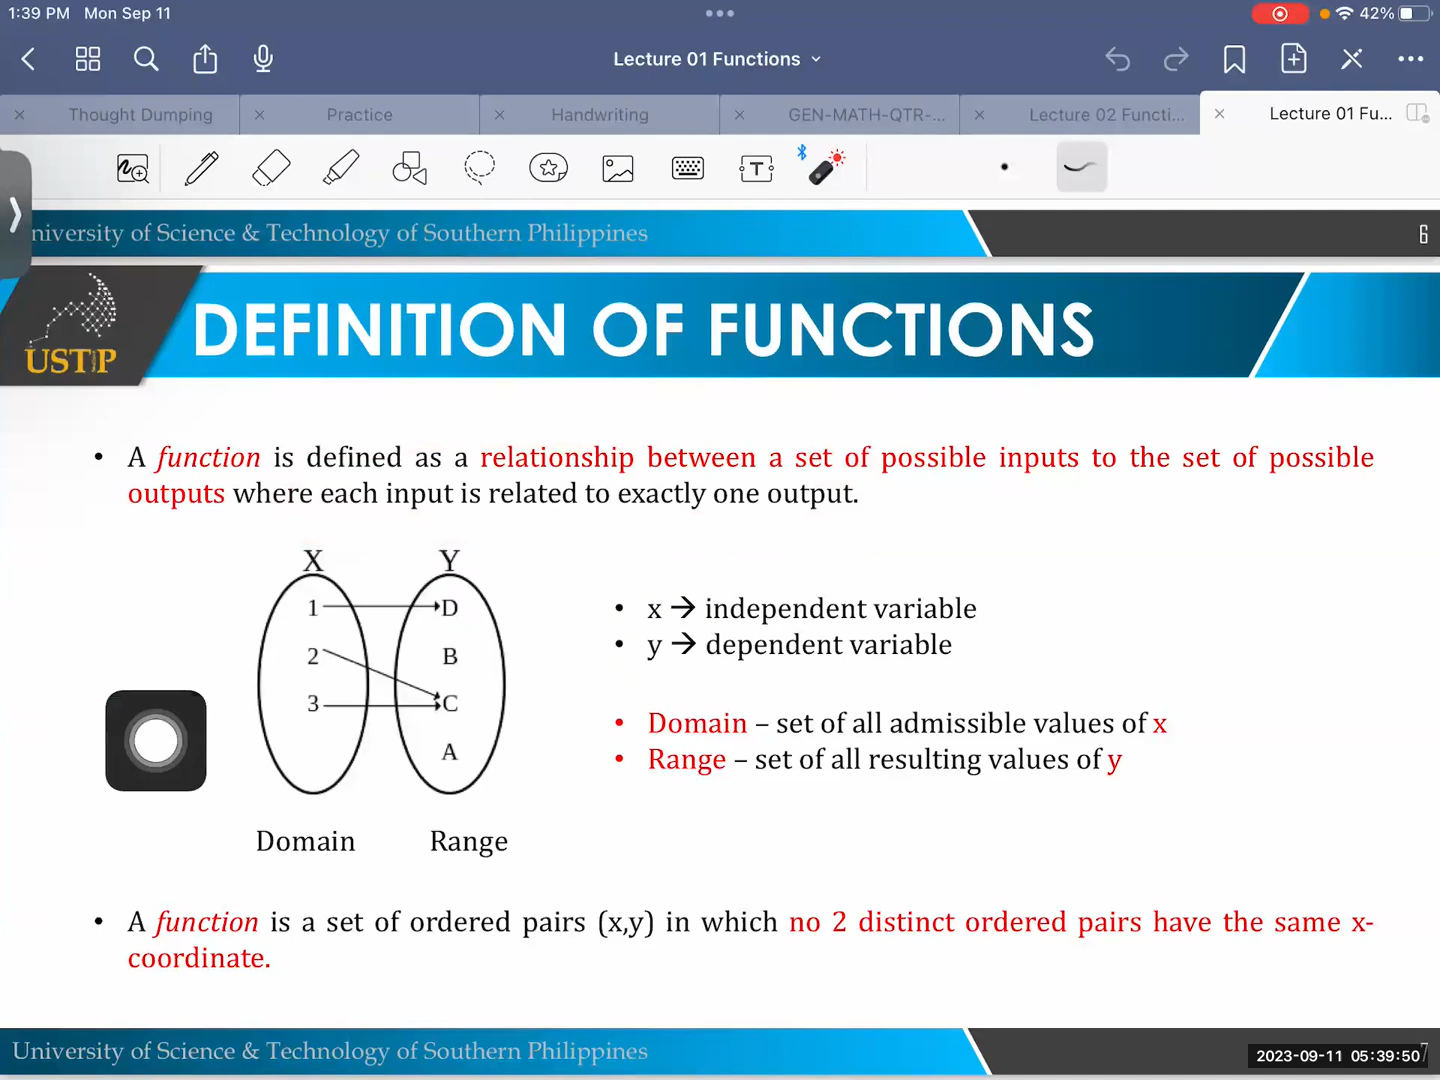 1:39 PM Mon Sep 11
42%
Lecture 01 Functions
Thought Dumping
Practice
Handwriting
GEN-MATH-QTR-...
Lecture 02 Functi...
Lecture 01 Fu...
niversity of Science & Technology of Southern Philippines
6
USTP
DEFINITION OF FUNCTIONS
• A function is defined as a relationship between a set of possible inputs to the set of possible
outputs where each input is related to exactly one output.
X Y
1 D
2 B
3 C
A
Domain Range
• x → independent variable
• y → dependent variable
• Domain – set of all admissible values of x
• Range – set of all resulting values of y
• A function is a set of ordered pairs (x,y) in which no 2 distinct ordered pairs have the same x-
coordinate.
University of Science & Technology of Southern Philippines
7
2023-09-11 05:39:50